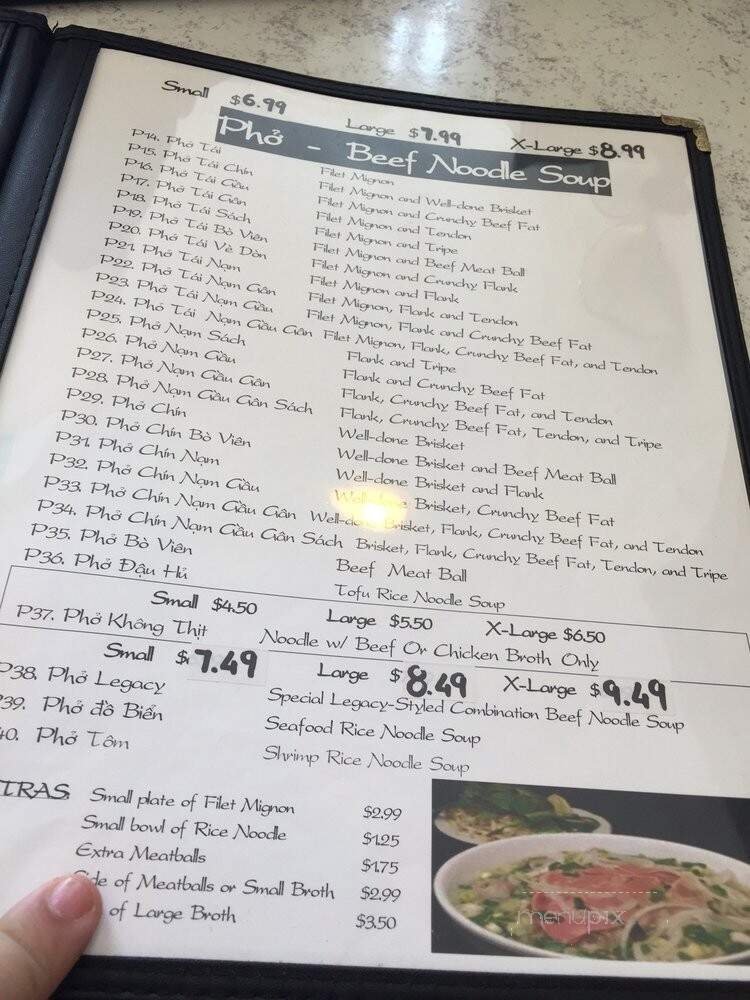 Small $6.99 Large $7.99 X-Large $8.99
Phở - Beef Noodle Soup
P14. Phở Tái Filet Mignon
P15. Phở Tái Chín Filet Mignon and Well-done Brisket
P16. Phở Tái Gầu Filet Mignon and Crunchy Beef Fat
P17. Phở Tái Gân Filet Mignon and Tendon
P18. Phở Tái Sách Filet Mignon and Tripe
P19. Phở Tái Bò Viên Filet Mignon and Beef Meat Ball
P20. Phở Tái Vè Dòn Filet Mignon and Crunchy Flank
P21. Phở Tái Nạm Filet Mignon and Flank
P22. Phở Tái Nạm Gân Filet Mignon, Flank and Tendon
P23. Phở Tái Nạm Gầu Filet Mignon, Flank and Crunchy Beef Fat
P24. Phở Tái Nạm Gầu Gân Filet Mignon, Flank, Crunchy Beef Fat, and Tendon
P25. Phở Nạm Sách Flank and Tripe
P26. Phở Nạm Gầu Flank and Crunchy Beef Fat
P27. Phở Nạm Gầu Gân Flank, Crunchy Beef Fat, and Tendon
P28. Phở Nạm Gầu Gân Sách Flank, Crunchy Beef Fat, Tendon, and Tripe
P29. Phở Chín Well-done Brisket
P30. Phở Chín Bò Viên Well-done Brisket and Beef Meat Ball
P31. Phở Chín Nạm Well-done Brisket and Flank
P32. Phở Chín Nạm Gầu Well-done Brisket, Crunchy Beef Fat
P33. Phở Chín Nạm Gầu Gân Well-done Brisket, Flank, Crunchy Beef Fat, and Tendon
P34. Phở Chín Nạm Gầu Gân Sách Brisket, Flank, Crunchy Beef Fat, Tendon, and Tripe
P35. Phở Bò Viên Beef Meat Ball
P36. Phở Đậu Hủ Tofu Rice Noodle Soup
Small $4.50 Large $5.50 X-Large $6.50
P37. Phở Không Thịt Noodle w/ Beef Or Chicken Broth Only
Small $7.49 Large $8.49 X-Large $9.49
P38. Phở Legacy Special Legacy-Styled Combination Beef Noodle Soup
39. Phở đồ Biển Seafood Rice Noodle Soup
40. Phở Tôm Shrimp Rice Noodle Soup
TRAS Small plate of Filet Mignon $2.99
Small bowl of Rice Noodle $1.25
Extra Meatballs $1.75
Side of Meatballs or Small Broth $2.99
of Large Broth $3.50
menupix